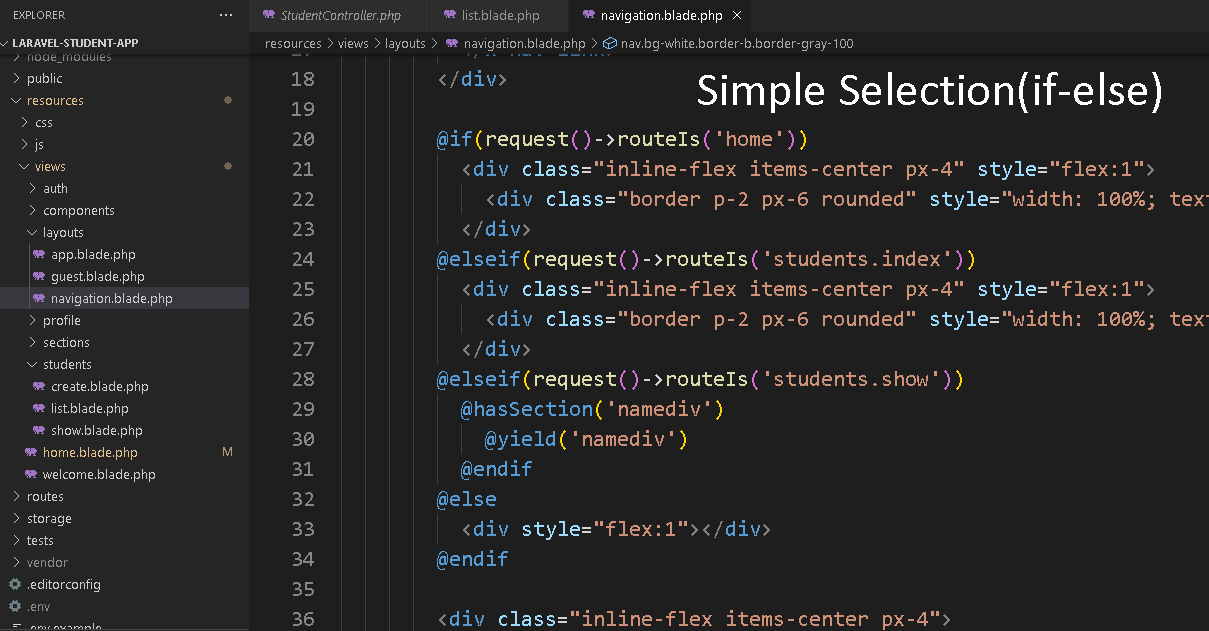 EXPLORER
···
LARAVEL-STUDENT-APP
node_modules
public
resources
css
js
views
auth
components
layouts
app.blade.php
guest.blade.php
navigation.blade.php
profile
sections
students
create.blade.php
list.blade.php
show.blade.php
home.blade.php M
welcome.blade.php
routes
storage
tests
vendor
.editorconfig
.env
.env.example
StudentController.php list.blade.php navigation.blade.php ×
resources > views > layouts > navigation.blade.php > nav.bg-white.border-b.border-gray-100
Simple Selection(if-else)
18 </div>
19
20 @if(request()->routeIs('home'))
21 <div class="inline-flex items-center px-4" style="flex:1">
22 <div class="border p-2 px-6 rounded" style="width: 100%; tex
23 </div>
24 @elseif(request()->routeIs('students.index'))
25 <div class="inline-flex items-center px-4" style="flex:1">
26 <div class="border p-2 px-6 rounded" style="width: 100%; tex
27 </div>
28 @elseif(request()->routeIs('students.show'))
29 @hasSection('namediv')
30 @yield('namediv')
31 @endif
32 @else
33 <div style="flex:1"></div>
34 @endif
35
36 <div class="inline-flex items-center px-4">